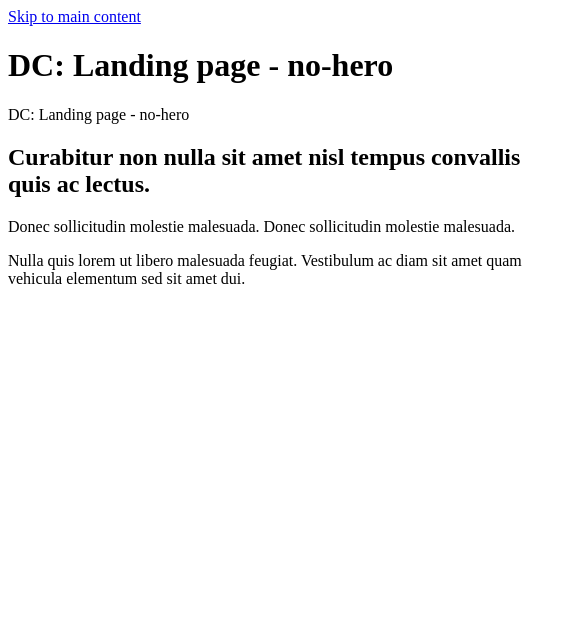 Skip to main content
DC: Landing page - no-hero
DC: Landing page - no-hero
Curabitur non nulla sit amet nisl tempus convallis
quis ac lectus.
Donec sollicitudin molestie malesuada. Donec sollicitudin molestie malesuada.
Nulla quis lorem ut libero malesuada feugiat. Vestibulum ac diam sit amet quam
vehicula elementum sed sit amet dui.